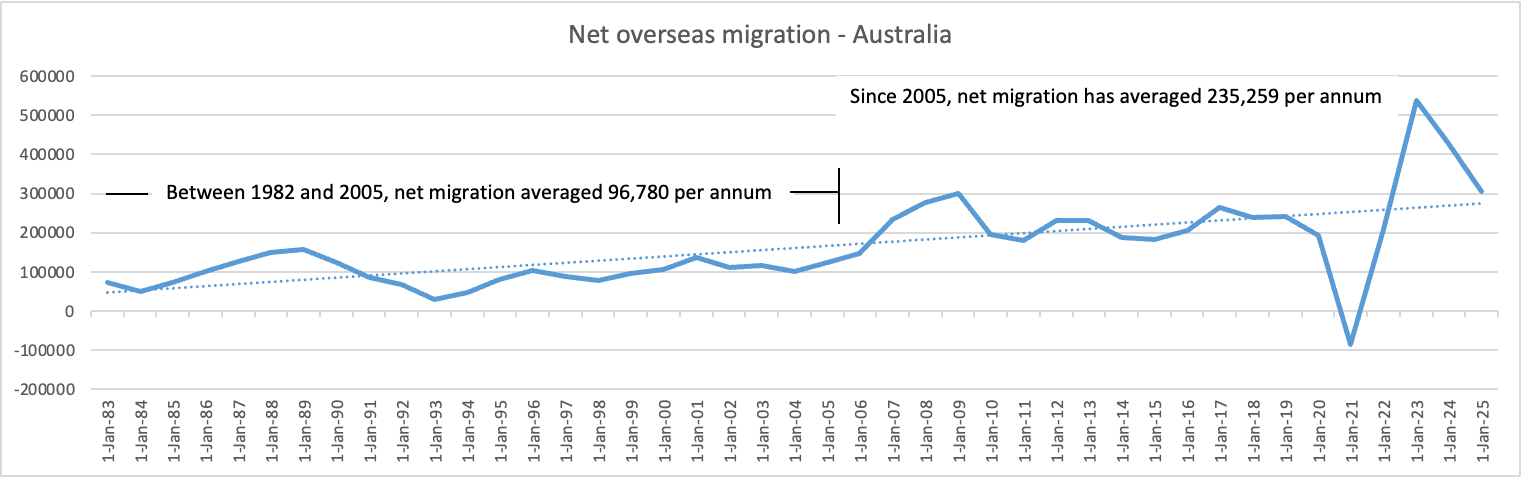 Net overseas migration - Australia
600000
500000
400000
300000
200000
100000
0
-100000
-200000
Since 2005, net migration has averaged 235,259 per annum
Between 1982 and 2005, net migration averaged 96,780 per annum
1-Jan-83
1-Jan-84
1-Jan-85
1-Jan-86
1-Jan-87
1-Jan-88
1-Jan-89
1-Jan-90
1-Jan-91
1-Jan-92
1-Jan-93
1-Jan-94
1-Jan-95
1-Jan-96
1-Jan-97
1-Jan-98
1-Jan-99
1-Jan-00
1-Jan-01
1-Jan-02
1-Jan-03
1-Jan-04
1-Jan-05
1-Jan-06
1-Jan-07
1-Jan-08
1-Jan-09
1-Jan-10
1-Jan-11
1-Jan-12
1-Jan-13
1-Jan-14
1-Jan-15
1-Jan-16
1-Jan-17
1-Jan-18
1-Jan-19
1-Jan-20
1-Jan-21
1-Jan-22
1-Jan-23
1-Jan-24
1-Jan-25